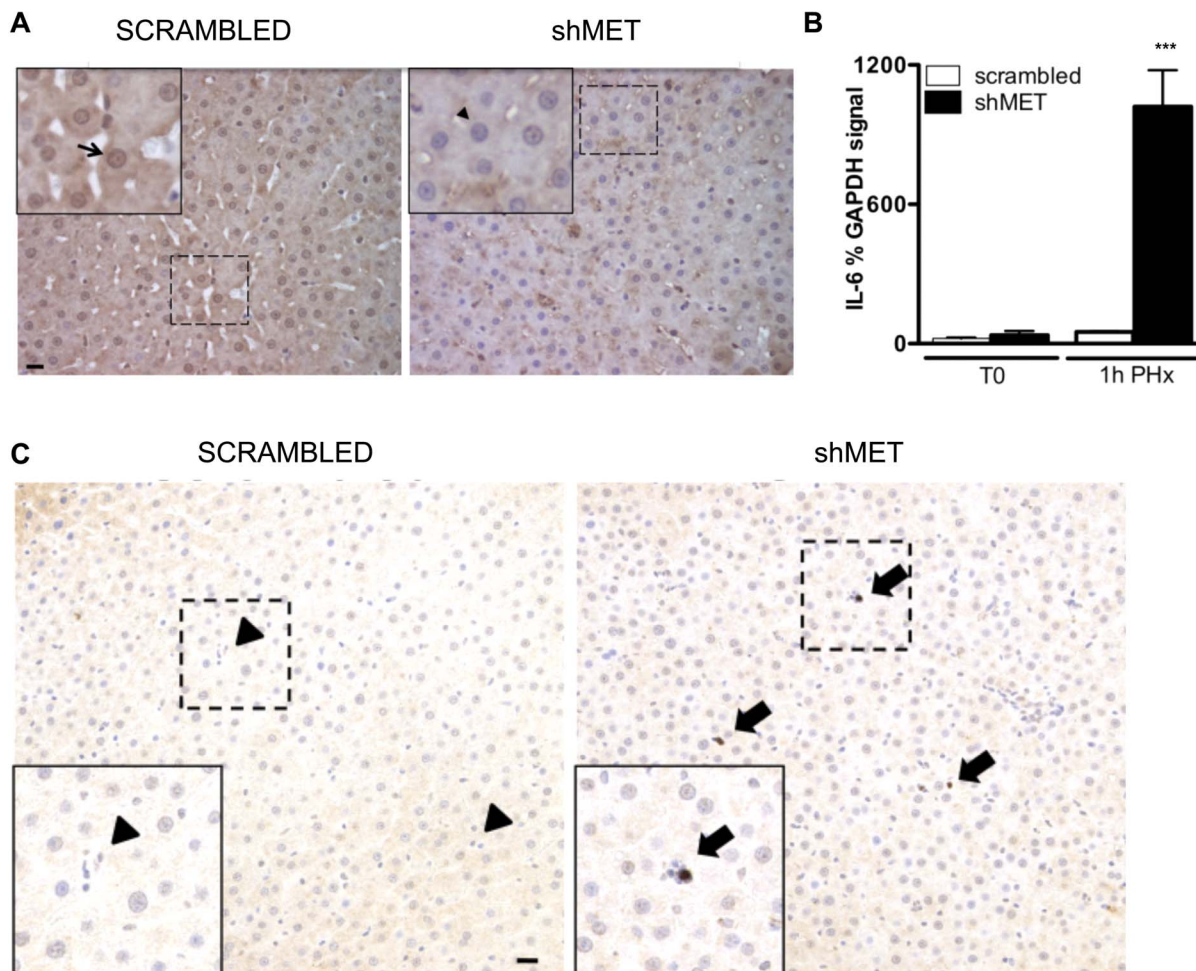 A
SCRAMBLED
shMET
B
***
IL-6 % GAPDH signal
1200
600
0
scrambled
shMET
T0
1h PHx
C
SCRAMBLED
shMET